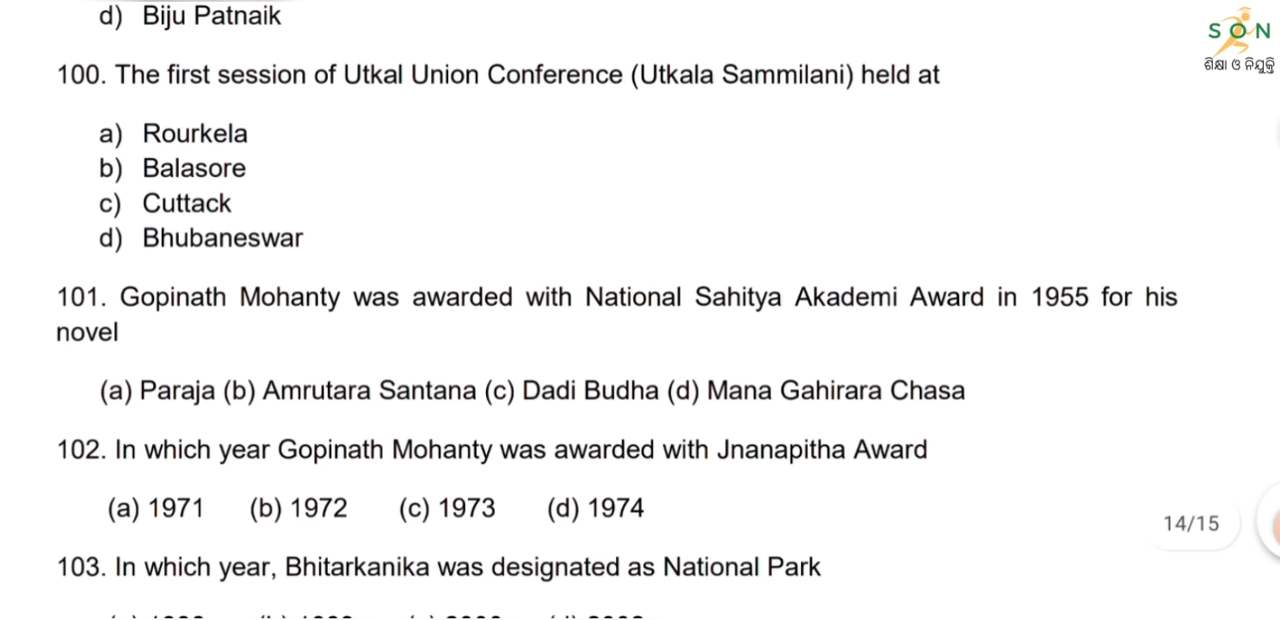 d) Biju Patnaik
SON
ଶିକ୍ଷା ଓ ନିଯୁକ୍ତି
100. The first session of Utkal Union Conference (Utkala Sammilani) held at
a) Rourkela
b) Balasore
c) Cuttack
d) Bhubaneswar
101. Gopinath Mohanty was awarded with National Sahitya Akademi Award in 1955 for his
novel
(a) Paraja (b) Amrutara Santana (c) Dadi Budha (d) Mana Gahirara Chasa
102. In which year Gopinath Mohanty was awarded with Jnanapitha Award
(a) 1971 (b) 1972 (c) 1973 (d) 1974
14/15
103. In which year, Bhitarkanika was designated as National Park